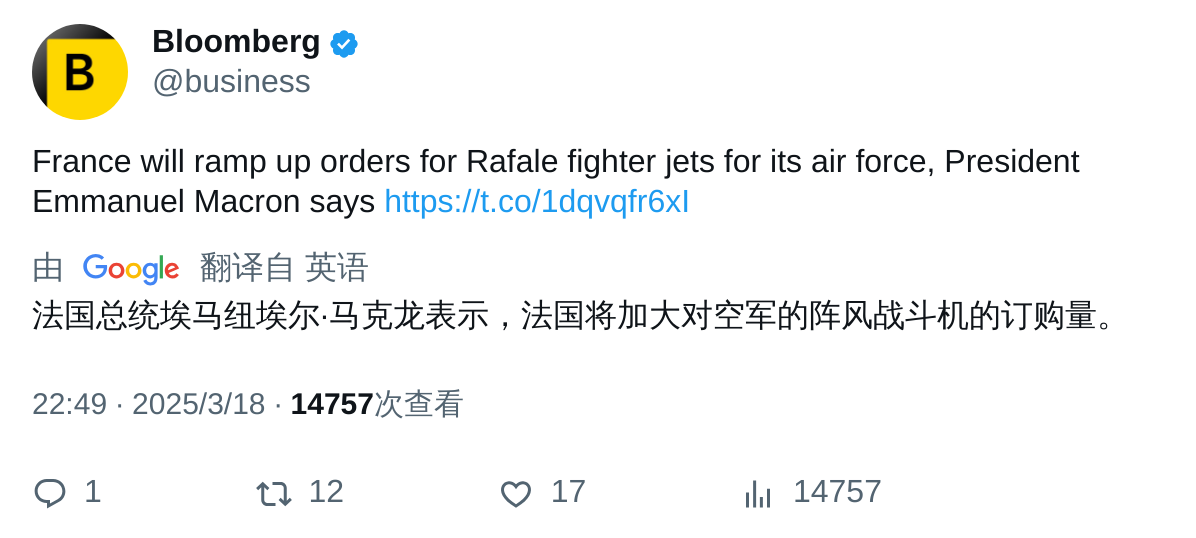 B
Bloomberg
@business
France will ramp up orders for Rafale fighter jets for its air force, President
Emmanuel Macron says https://t.co/1dqvqfr6xI
由 Google 翻译自 英语
法国总统埃马纽埃尔·马克龙表示，法国将加大对空军的阵风战斗机的订购量。
22:49 · 2025/3/18 · 14757次查看
1 12 17 14757